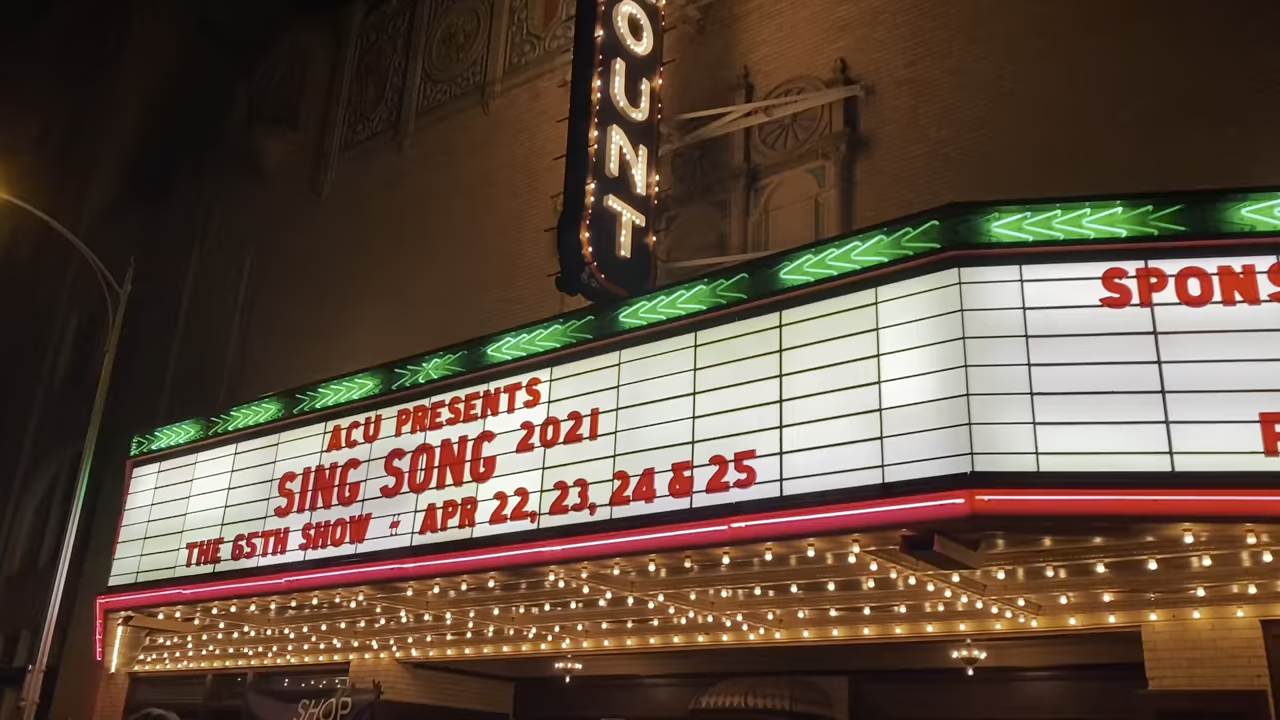 OUNT
ACU PRESENTS
SING SONG 2021
THE 65TH SHOW - APR 22, 23, 24 & 25
SPONS
SHOP